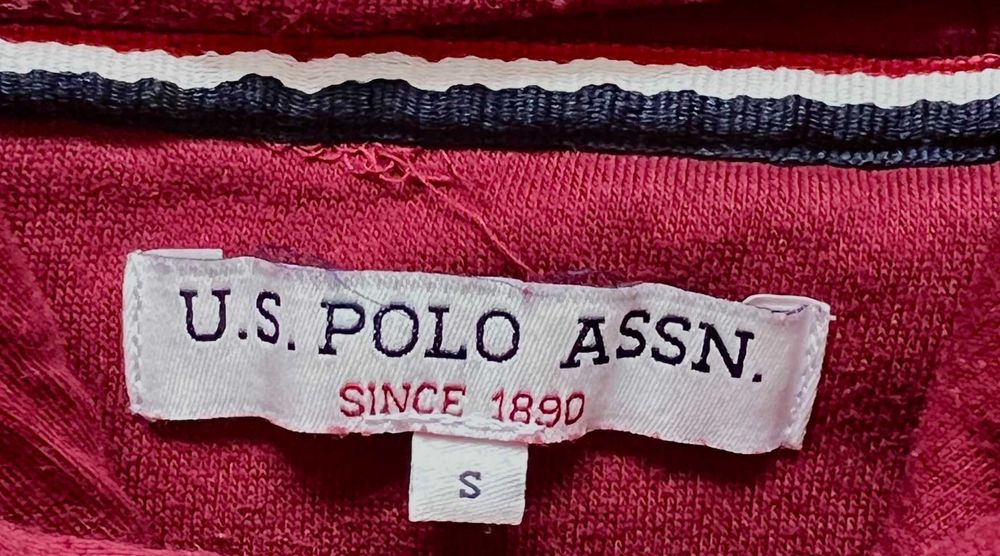 U.S. POLO ASSN.
SINCE 1890
S